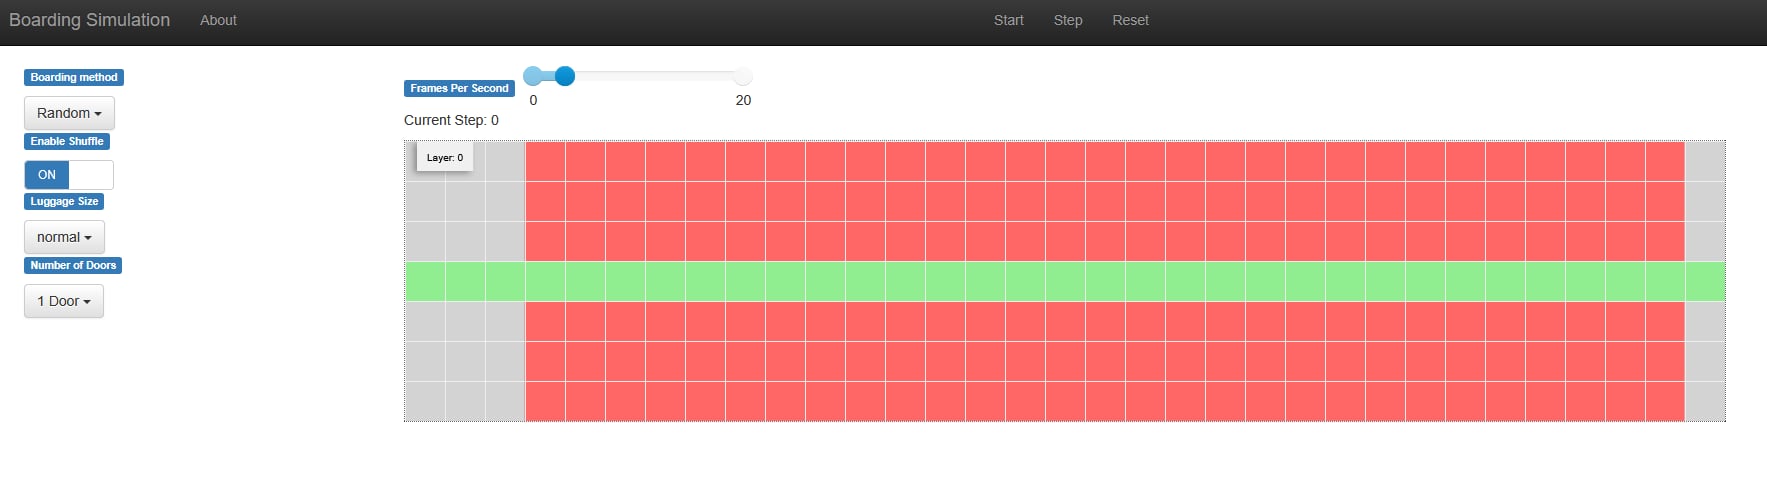 Boarding Simulation About Start Step Reset
Boarding method
Random
Enable Shuffle
ON
Luggage Size
normal
Number of Doors
1 Door
Frames Per Second
0 20
Current Step: 0
Layer: 0